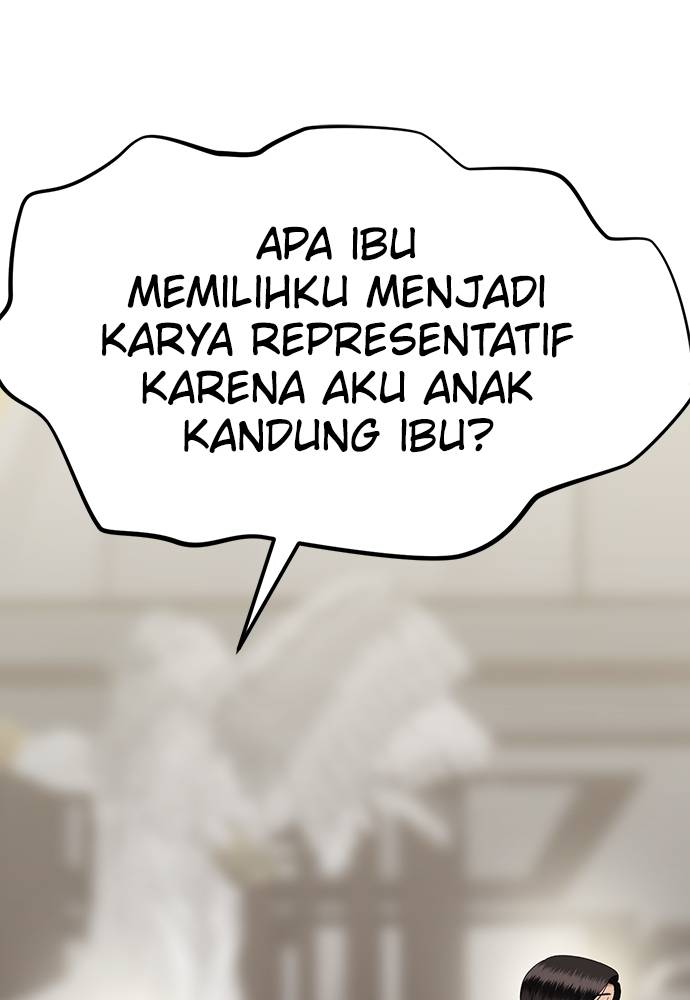 APA IBU
MEMILIHKU MENJADI
KARYA REPRESENTATIF
KARENA AKU ANAK
KANDUNG IBU?